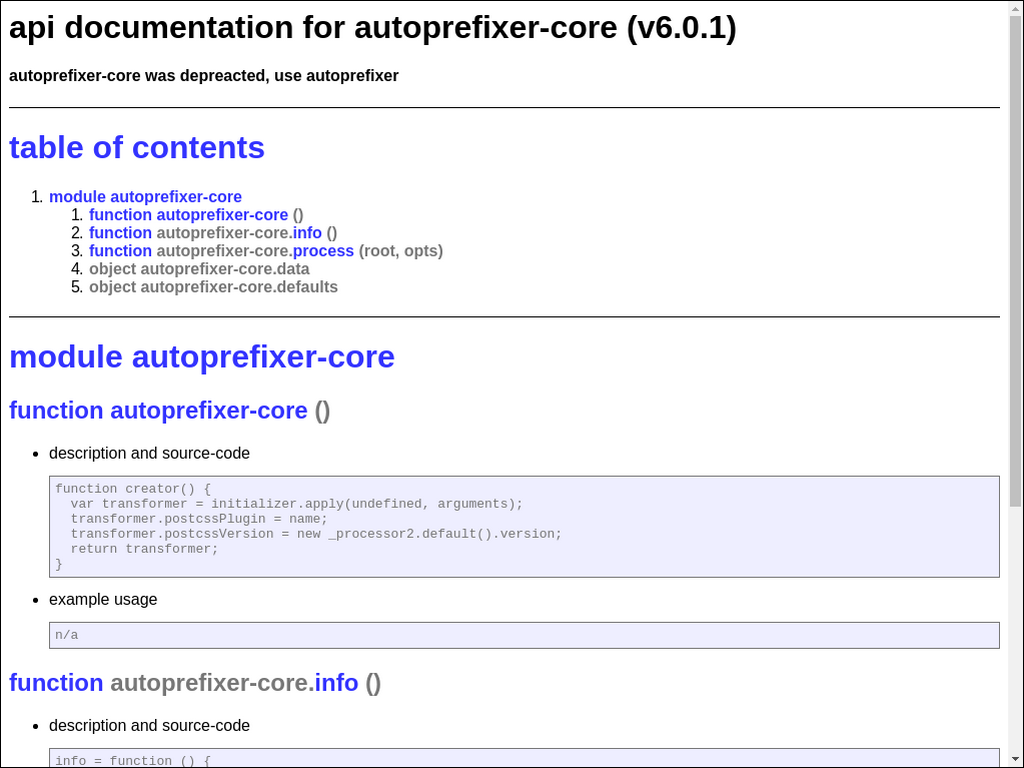 api documentation for autoprefixer-core (v6.0.1)
autoprefixer-core was depreacted, use autoprefixer
table of contents
1. module autoprefixer-core
1. function autoprefixer-core ()
2. function autoprefixer-core.info ()
3. function autoprefixer-core.process (root, opts)
4. object autoprefixer-core.data
5. object autoprefixer-core.defaults
module autoprefixer-core
function autoprefixer-core ()
• description and source-code
function creator() {
  var transformer = initializer.apply(undefined, arguments);
  transformer.postcssPlugin = name;
  transformer.postcssVersion = new _processor2.default().version;
  return transformer;
}
• example usage
n/a
function autoprefixer-core.info ()
• description and source-code
info = function () {